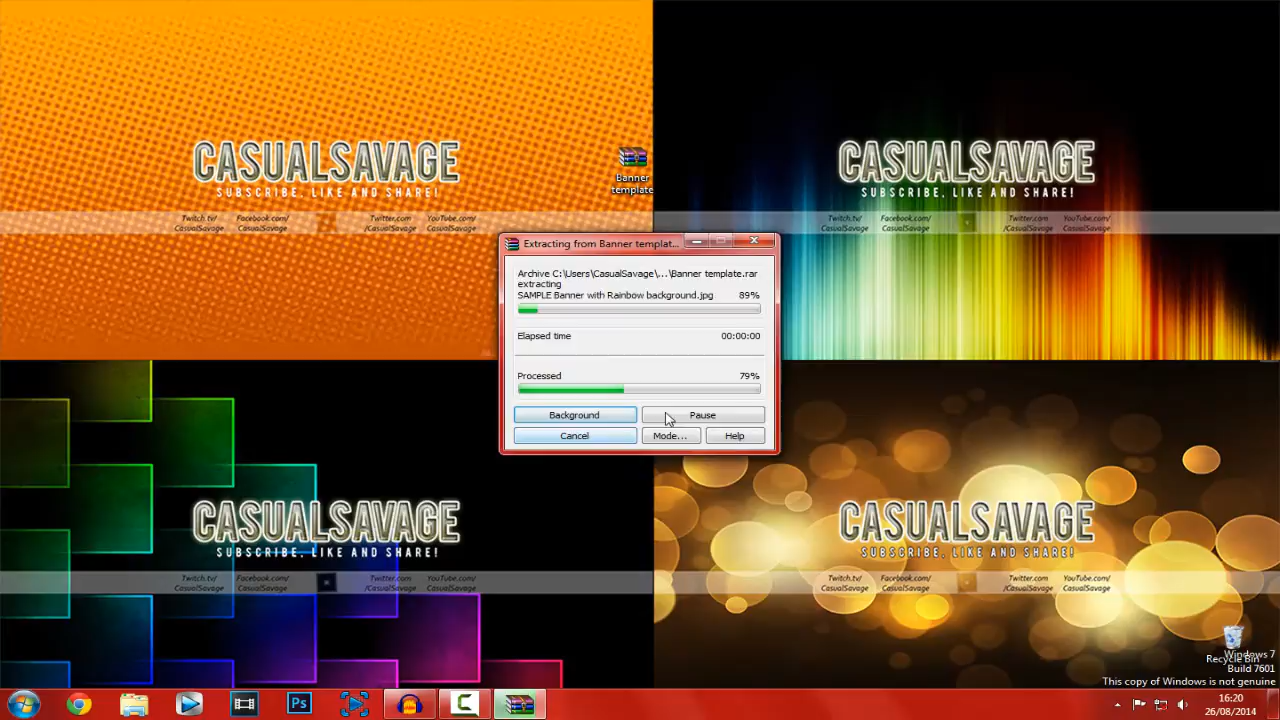 CASUALSAVAGE
SUBSCRIBE, LIKE AND SHARE!
Twitch.tv/
CasualSavage
Facebook.com/
CasualSavage
Twitter.com
/CasualSavage
YouTube.com/
CasualSavage
Banner
template
CASUALSAVAGE
SUBSCRIBE, LIKE AND SHARE!
Twitch.tv/
CasualSavage
Facebook.com/
CasualSavage
Twitter.com
/CasualSavage
YouTube.com/
CasualSavage
Extracting from Banner templat...
Archive C:\Users\CasualSavage\,...\Banner template.rar
extracting
SAMPLE Banner with Rainbow background.jpg 89%
Elapsed time 00:00:00
Processed 79%
Background Pause
Cancel Mode... Help
CASUALSAVAGE
SUBSCRIBE, LIKE AND SHARE!
Twitch.tv/
CasualSavage
Facebook.com/
CasualSavage
Twitter.com
/CasualSavage
YouTube.com/
CasualSavage
CASUALSAVAGE
SUBSCRIBE, LIKE AND SHARE!
Twitch.tv/
CasualSavage
Facebook.com/
CasualSavage
Twitter.com
/CasualSavage
YouTube.com/
CasualSavage
Recycle Bin
Windows 7
Build 7601
This copy of Windows is not genuine
Ps
C
16:20
26/08/2014